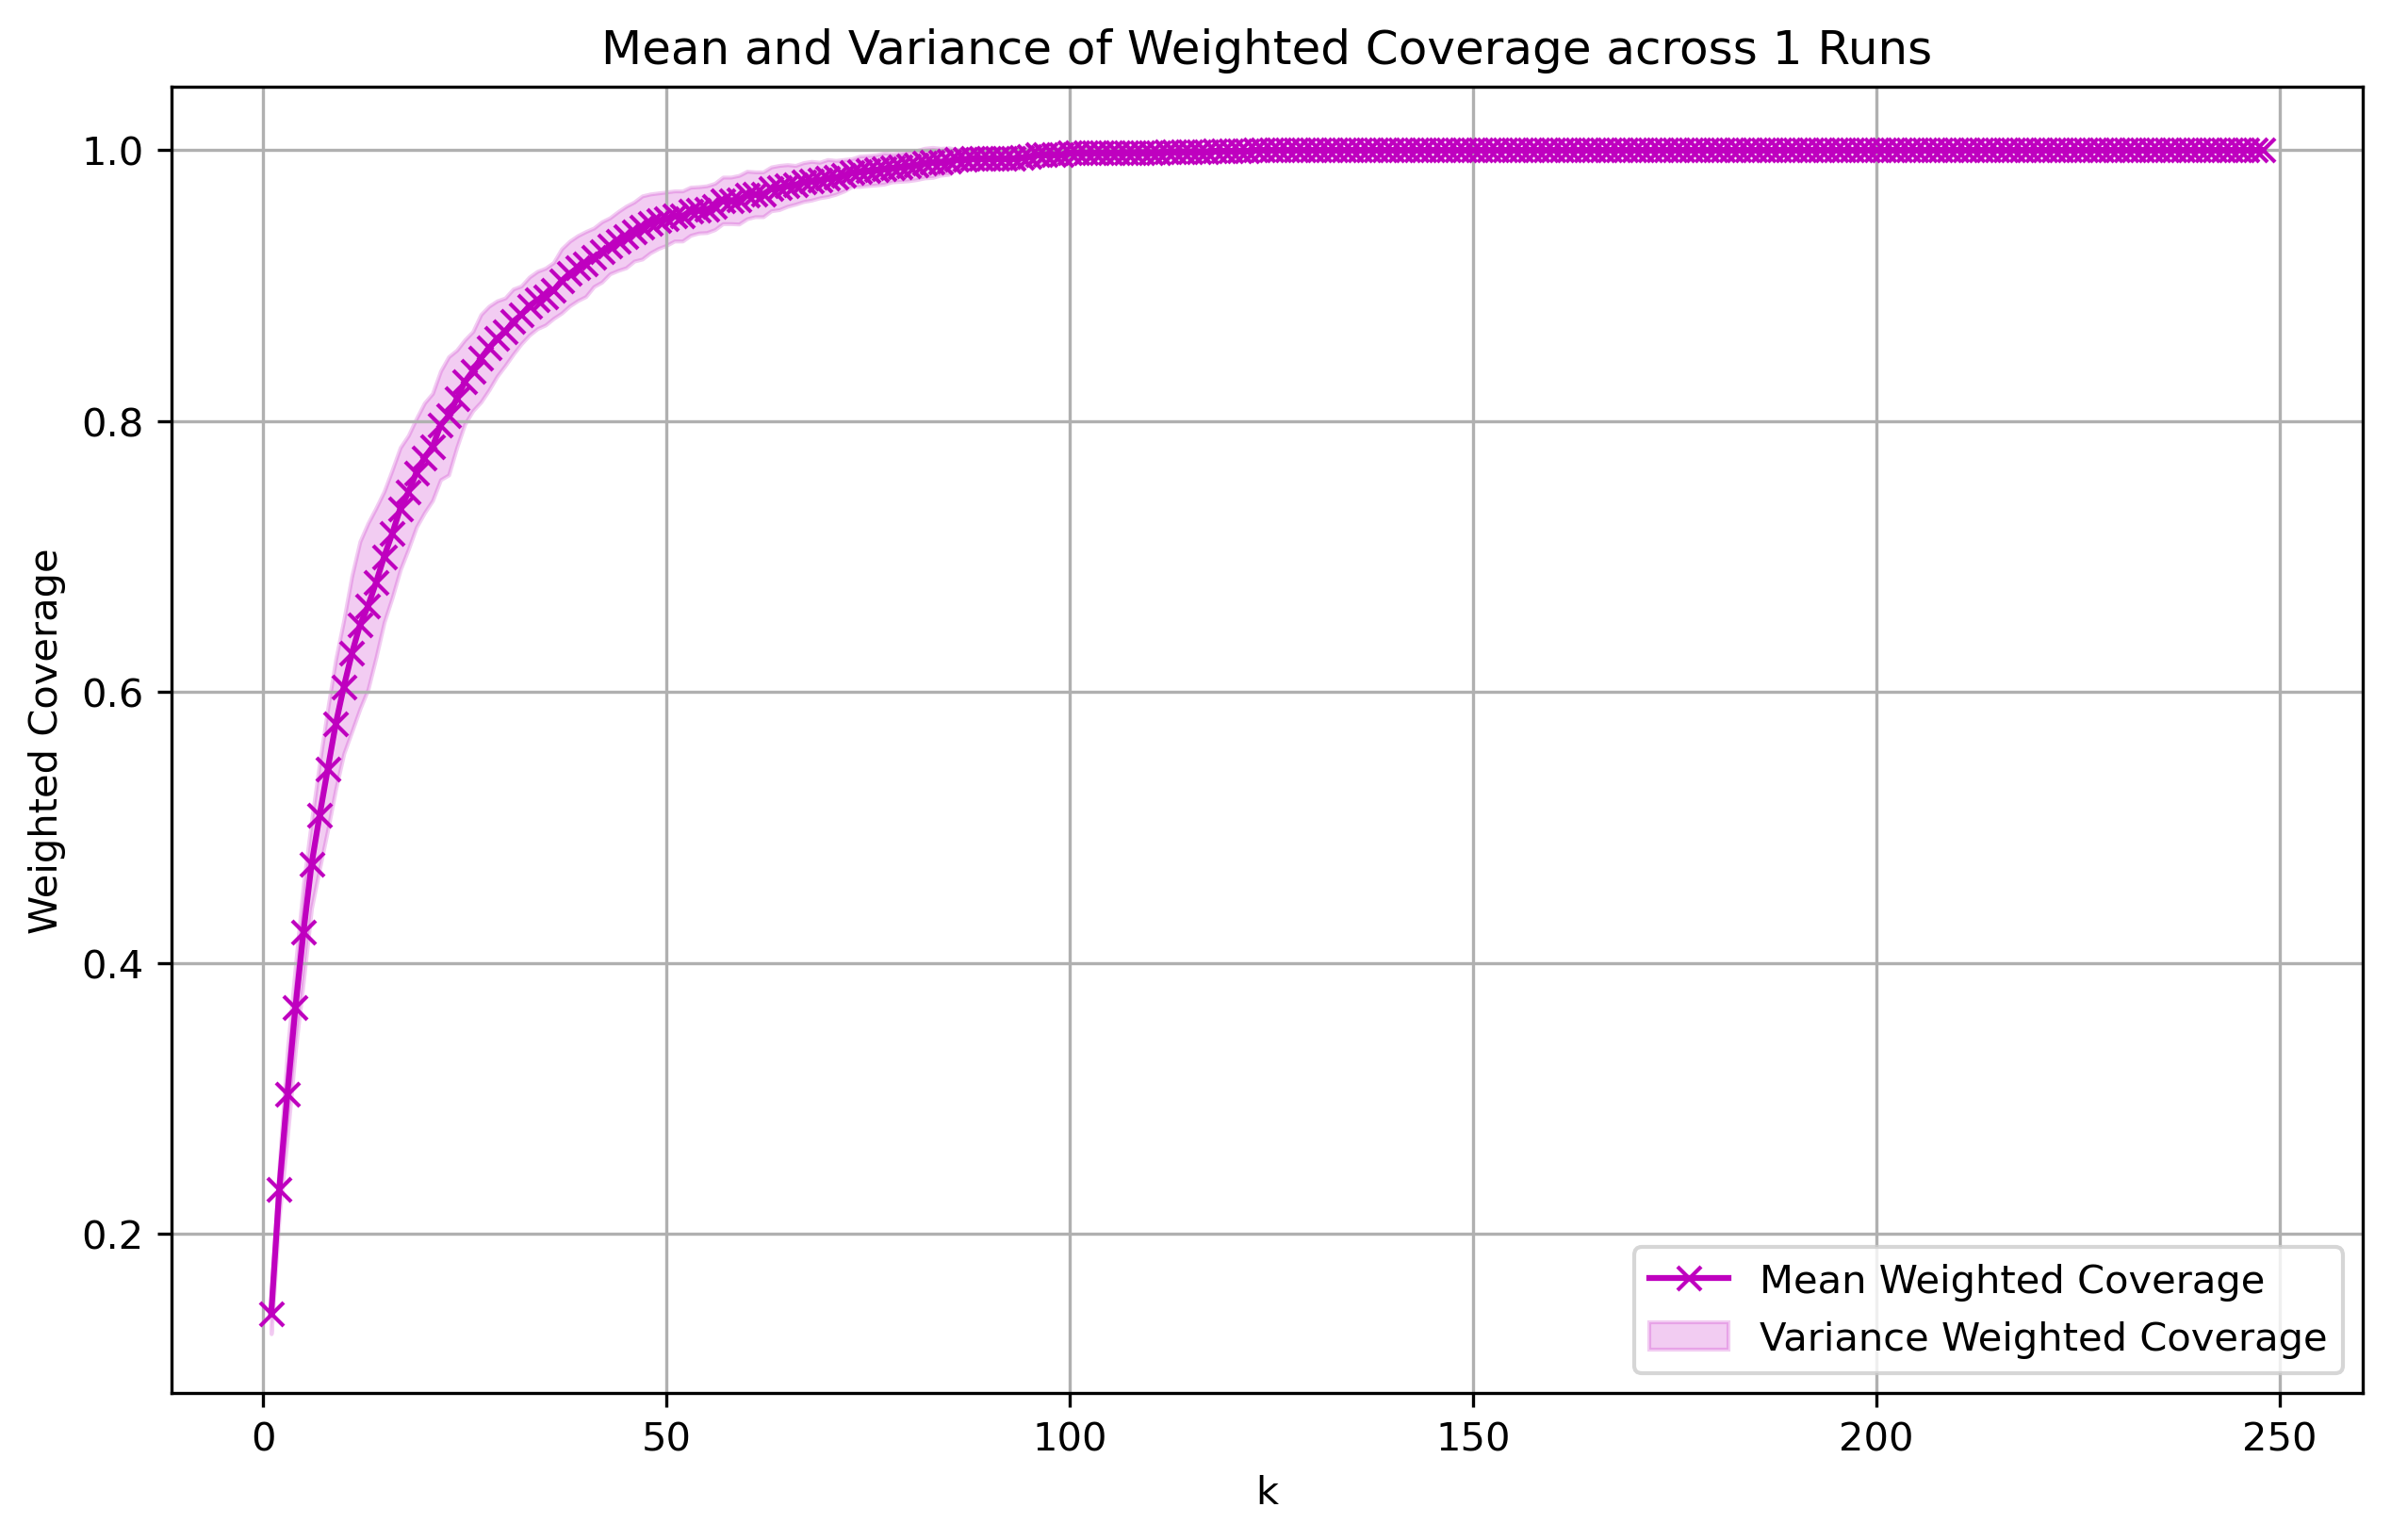 Mean and Variance of Weighted Coverage across 1 Runs
Weighted Coverage
1.0
0.8
0.6
0.4
0.2
0 50 100 150 200 250
k
Mean Weighted Coverage
Variance Weighted Coverage